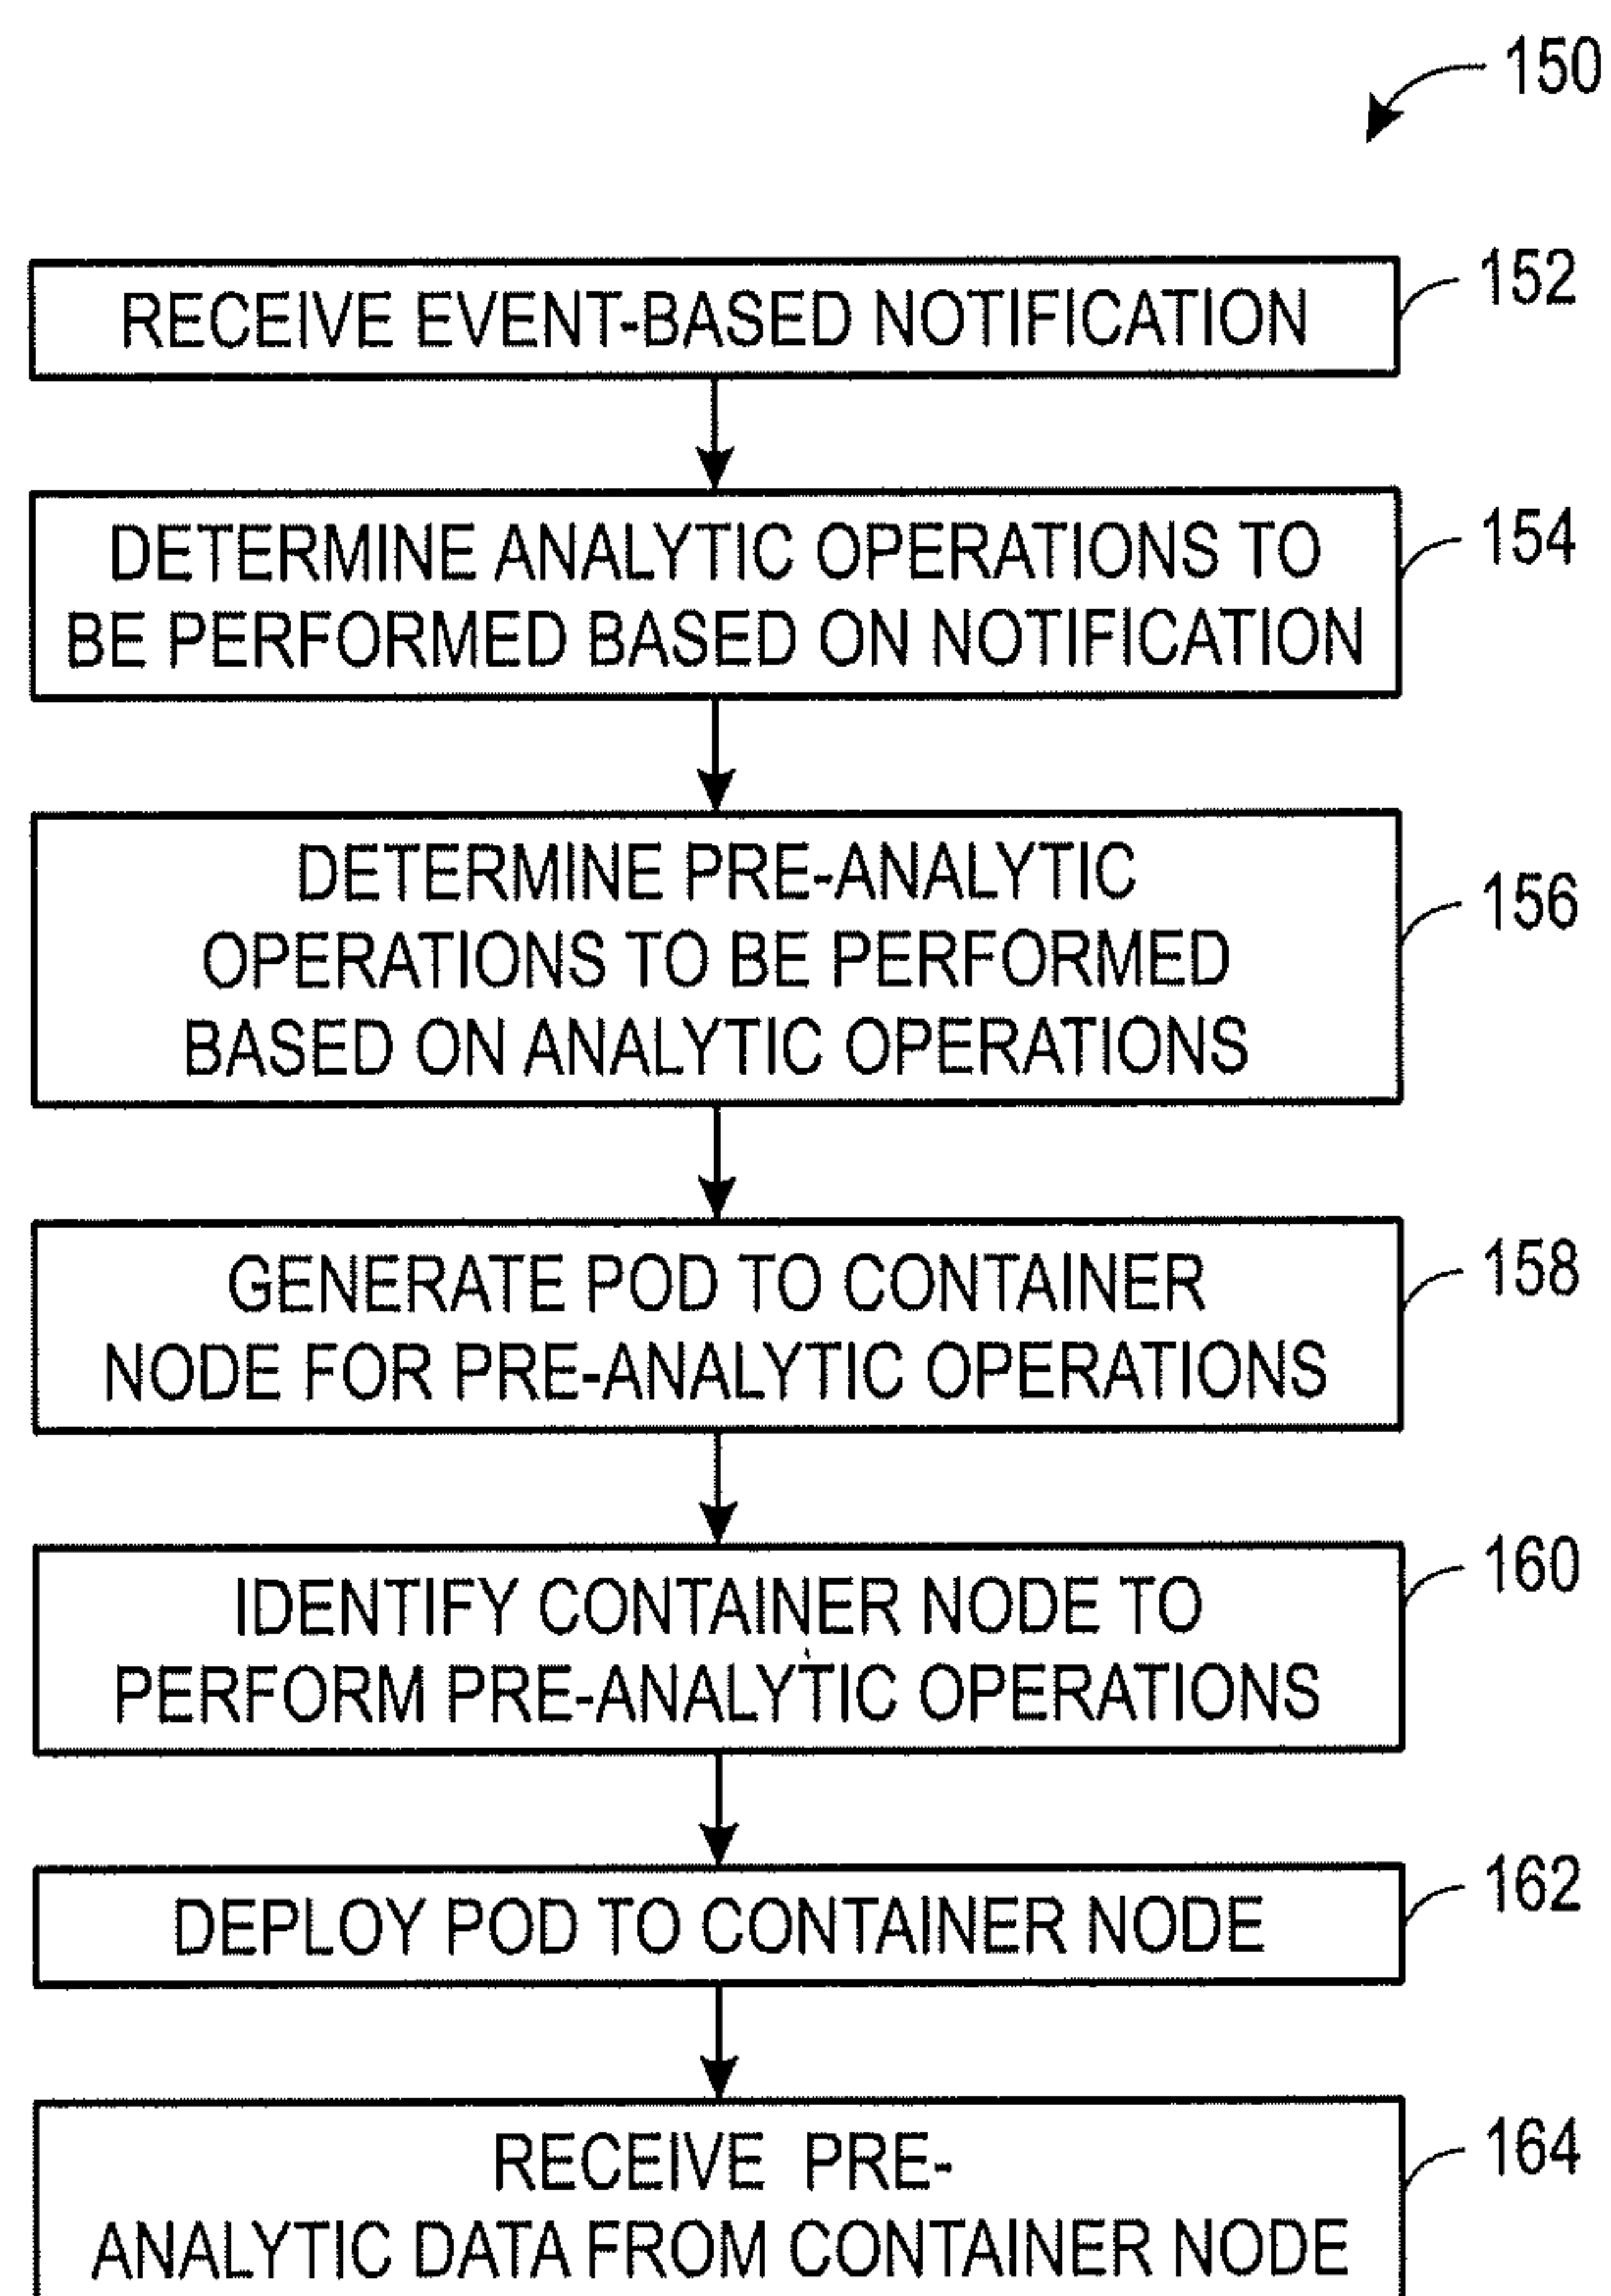 150
RECEIVE EVENT-BASED NOTIFICATION
152
DETERMINE ANALYTIC OPERATIONS TO
BE PERFORMED BASED ON NOTIFICATION
154
DETERMINE PRE-ANALYTIC
OPERATIONS TO BE PERFORMED
BASED ON ANALYTIC OPERATIONS
156
GENERATE POD TO CONTAINER
NODE FOR PRE-ANALYTIC OPERATIONS
158
IDENTIFY CONTAINER NODE TO
PERFORM PRE-ANALYTIC OPERATIONS
160
DEPLOY POD TO CONTAINER NODE
162
RECEIVE PRE-
ANALYTIC DATA FROM CONTAINER NODE
164